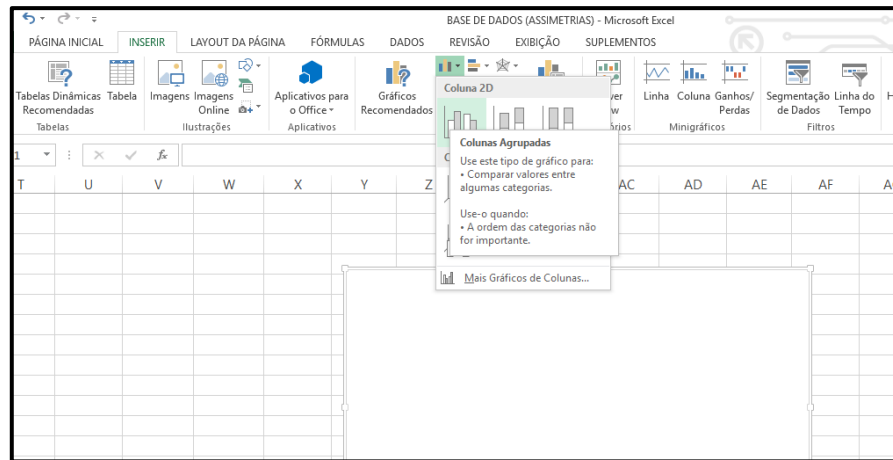 BASE DE DADOS (ASSIMETRIAS) - Microsoft Excel
PÁGINA INICIAL INSERIR LAYOUT DA PÁGINA FÓRMULAS DADOS REVISÃO EXIBIÇÃO SUPLEMENTOS
Tabelas Dinâmicas Tabela Imagens Imagens Aplicativos para Gráficos Linha Coluna Ganhos/ Segmentação Linha do
Recomendadas Online o Office Recomendados Perdas de Dados Tempo
Tabelas Ilustrações Aplicativos Minigráficos Filtros
Coluna 2D
1 fx
T U V W X Y Z AC AD AE AF
Colunas Agrupadas
Use este tipo de gráfico para:
• Comparar valores entre
algumas categorias.
Use-o quando:
• A ordem das categorias não
for importante.
Mais Gráficos de Colunas...